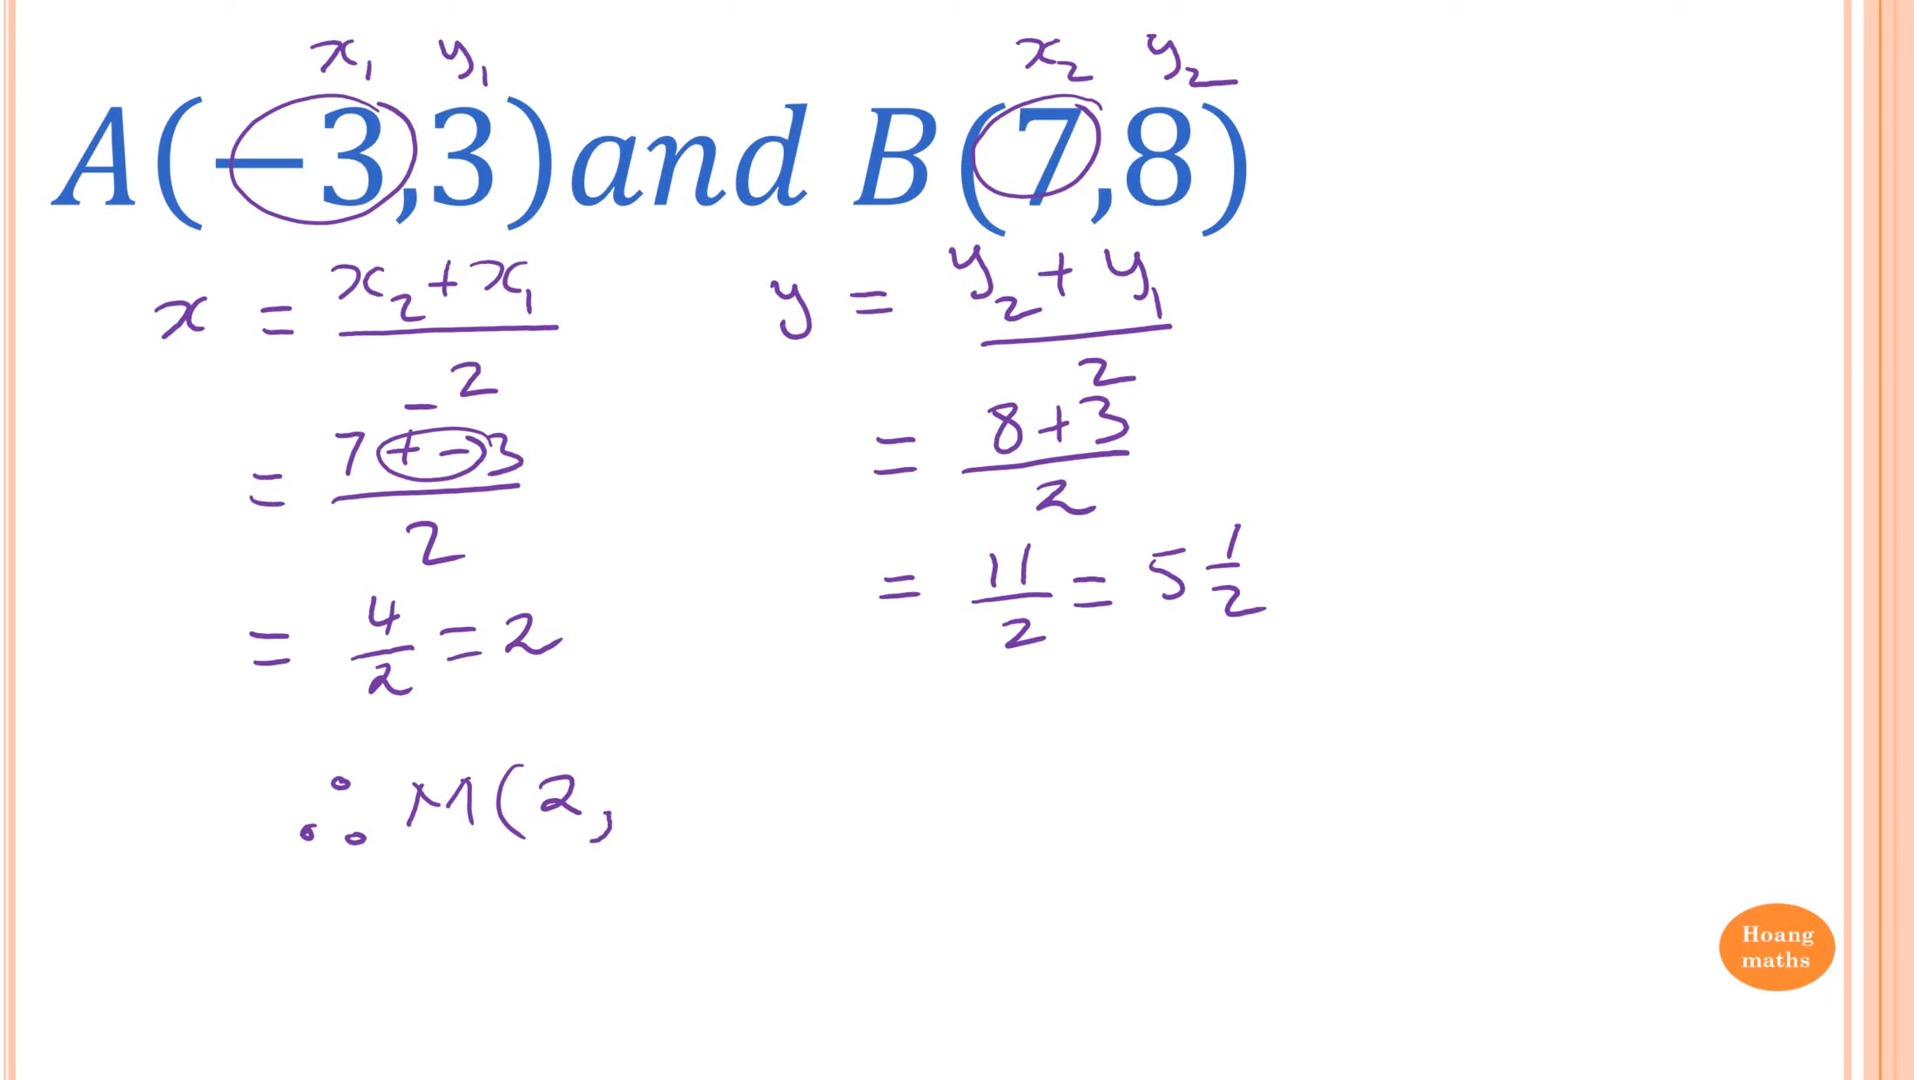 x₁ y₁ x₂ y₂
A(−3,3)and B(7,8)
x = (x₂+x₁)/2
y = (y₂+y₁)/2
−
= (7+−3)/2
= (8+3)/2
= 4/2 = 2
= 11/2 = 5 1/2
∴ M(2,
Hoang
maths